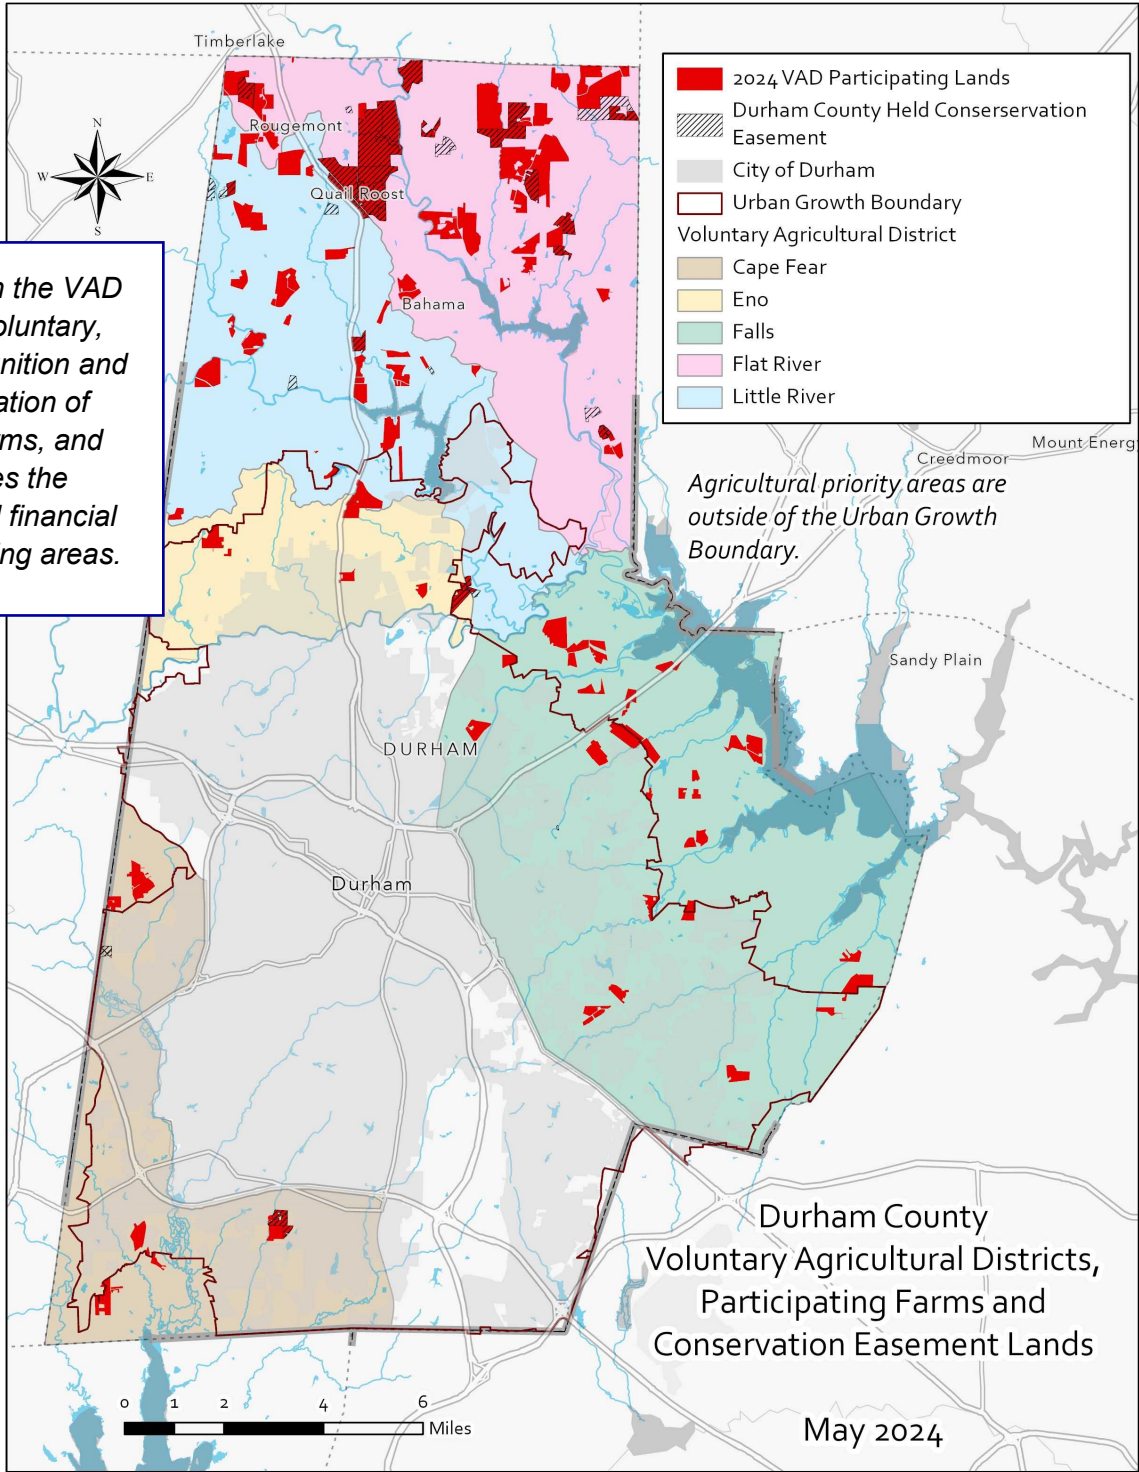 Timberlake
Rougemont
Quail Roost
Bahama
N
W
E
S
2024 VAD Participating Lands
Durham County Held Conserservation
Easement
City of Durham
Urban Growth Boundary
Voluntary Agricultural District
Cape Fear
Eno
Falls
Flat River
Little River
n the VAD
oluntary,
nition and
ation of
rms, and
es the
d financial
ng areas.
Mount Energy
Creedmoor
Agricultural priority areas are
outside of the Urban Growth
Boundary.
Sandy Plain
DURHAM
Durham
Durham County
Voluntary Agricultural Districts,
Participating Farms and
Conservation Easement Lands
0 1 2 4 6
Miles
May 2024